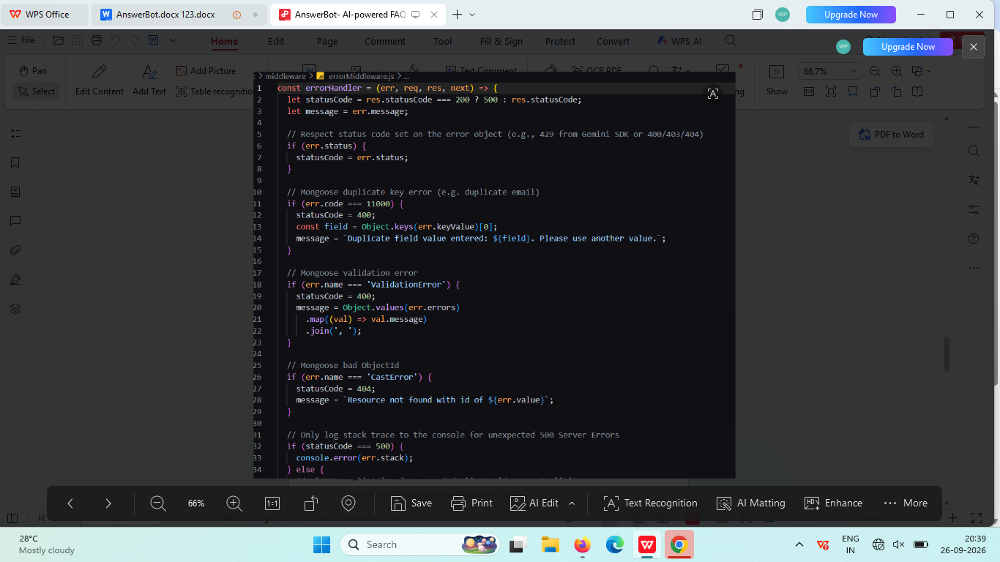 WPS Office
AnswerBot.docx 123.docx
AnswerBot- AI-powered FAQ
WP
Upgrade Now
File
Home
Edit
Page
Comment
Tool
Fill & Sign
Protect
Convert
WPS AI
WP
Upgrade Now
Pan
Select
Edit Content
Add Text
Add Picture
Table recognition
Text Comment
OCR PDF
Show
66.7%
PDF to Word
middleware > JS errorMiddleware.js > ...
1 const errorHandler = (err, req, res, next) => {
2 let statusCode = res.statusCode === 200 ? 500 : res.statusCode;
3 let message = err.message;
4
5 // Respect status code set on the error object (e.g., 429 from Gemini SDK or 400/403/404)
6 if (err.status) {
7 statusCode = err.status;
8 }
9
10 // Mongoose duplicate key error (e.g. duplicate email)
11 if (err.code === 11000) {
12 statusCode = 400;
13 const field = Object.keys(err.keyValue)[0];
14 message = `Duplicate field value entered: ${field}. Please use another value.`;
15 }
16
17 // Mongoose validation error
18 if (err.name === 'ValidationError') {
19 statusCode = 400;
20 message = Object.values(err.errors)
21 .map((val) => val.message)
22 .join(', ');
23 }
24
25 // Mongoose bad ObjectId
26 if (err.name === 'CastError') {
27 statusCode = 404;
28 message = `Resource not found with id of ${err.value}`;
29 }
30
31 // Only log stack trace to the console for unexpected 500 Server Errors
32 if (statusCode === 500) {
33 console.error(err.stack);
34 } else {
66%
1:1
Save
Print
AI Edit
Text Recognition
AI Matting
HD Enhance
More
28°C
Mostly cloudy
Search
ENG
IN
20:39
26-09-2026